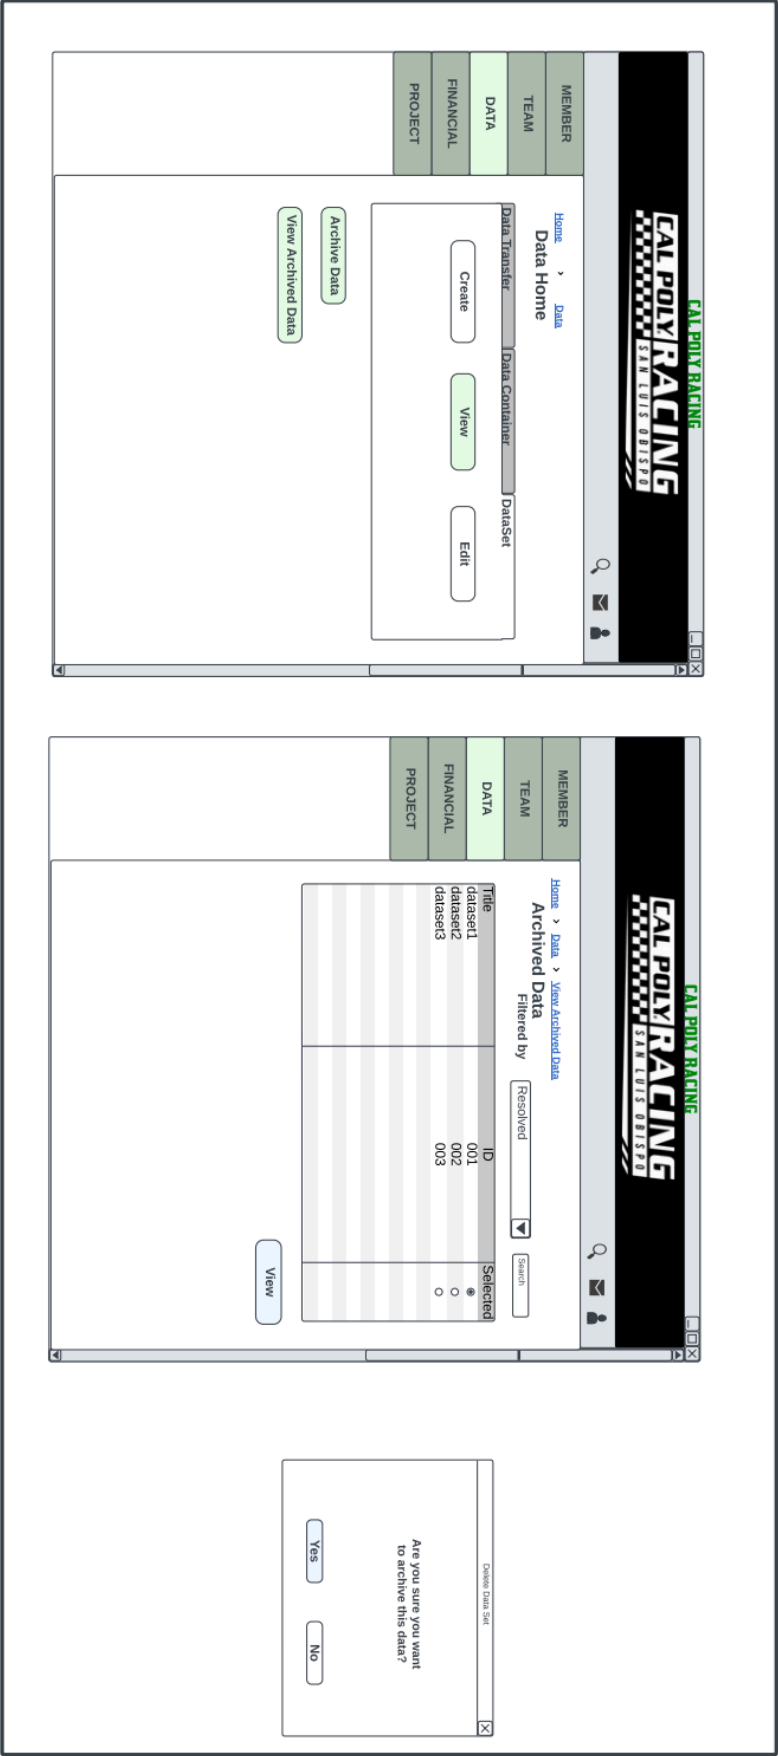 CAL POLY RACING
CAL POLY RACING
SAN LUIS OBISPO
MEMBER
TEAM
DATA
FINANCIAL
PROJECT
Home > Data
Data Home
Data Transfer Data Container DataSet
Create View Edit
Archive Data
View Archived Data
CAL POLY RACING
CAL POLY RACING
SAN LUIS OBISPO
MEMBER
TEAM
DATA
FINANCIAL
PROJECT
Home > Data > View Archived Data
Archived Data
Filtered by Resolved Search
Title ID Selected
dataset1 001
dataset2 002
dataset3 003
View
Delete Data Set
Are you sure you want
to archive this data?
Yes No